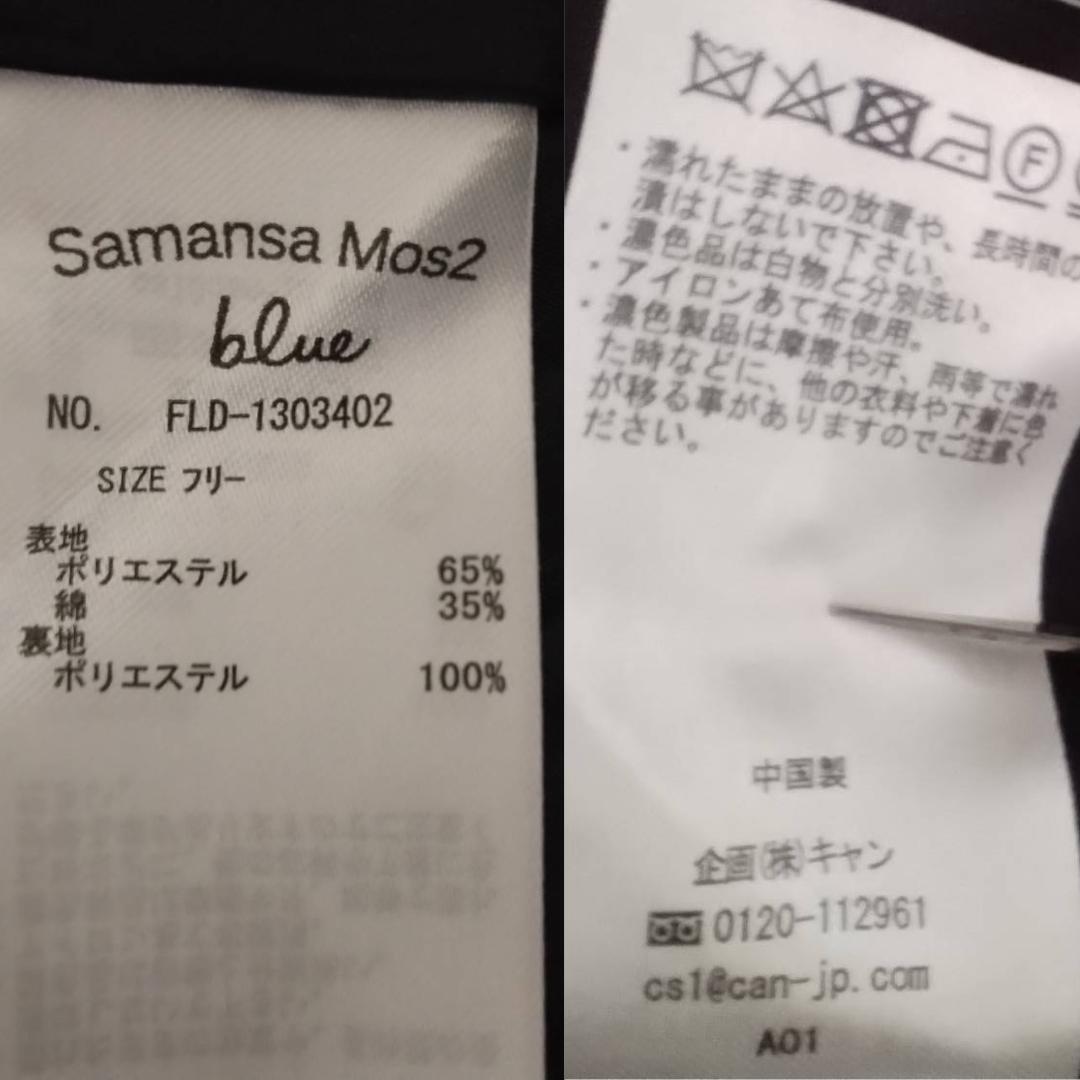 Samansa Mos2
blue
NO. FLD-1303402
SIZE フリー
表地
ポリエステル 65%
綿 35%
裏地
ポリエステル 100%
F
・濡れたままの放置や、長時間の
漬はしないで下さい。
・濃色品は白物と分別洗い。
・アイロンあて布使用。
・濃色製品は摩擦や汗、雨等で濡れ
た時などに、他の衣料や下着に色
が移る事がありますのでご注意く
ださい。
中国製
企画㈱キャン
0120-112961
cs1@can-jp.com
A01